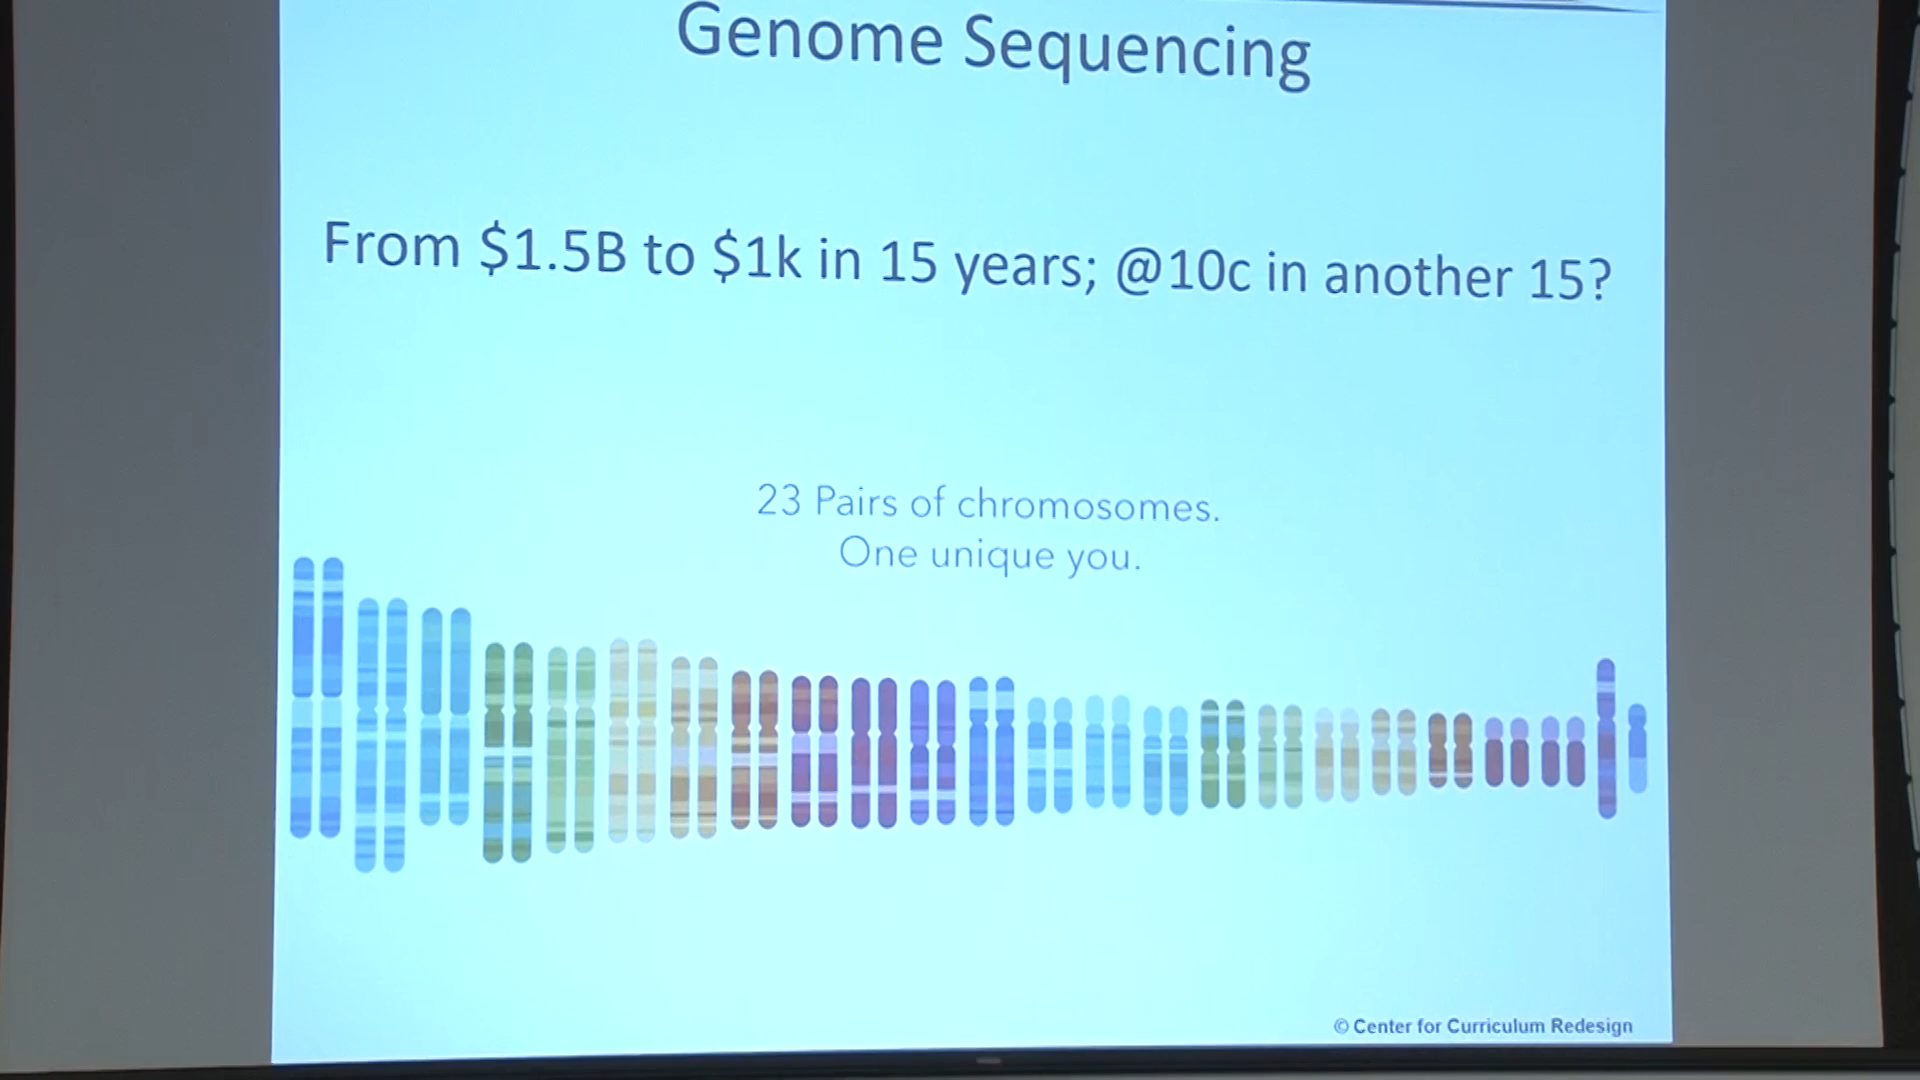 Genome Sequencing
From $1.5B to $1k in 15 years; @10c in another 15?
23 Pairs of chromosomes.
One unique you.
© Center for Curriculum Redesign